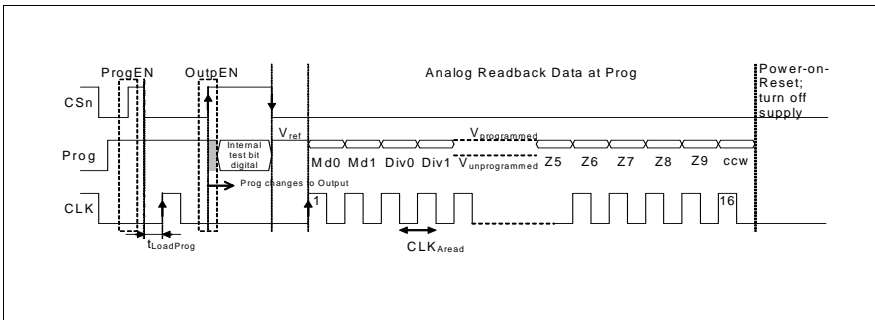 ProgEN
OutpEN
Analog Readback Data at Prog
Power-on-
Reset;
turn off
supply
CSn
Vref
Vprogrammed
Prog
Internal
test bit
digital
Md0 Md1 Div0 Div1 Vunprogrammed Z5 Z6 Z7 Z8 Z9 ccw
Prog changes to Output
CLK
1
16
tLoadProg
CLKAread